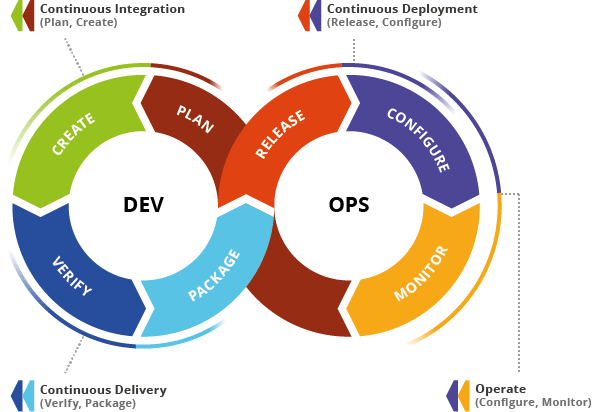 Continuous Integration
(Plan, Create)
Continuous Deployment
(Release, Configure)
CREATE
PLAN
RELEASE
CONFIGURE
DEV
OPS
VERIFY
PACKAGE
MONITOR
Continuous Delivery
(Verify, Package)
Operate
(Configure, Monitor)